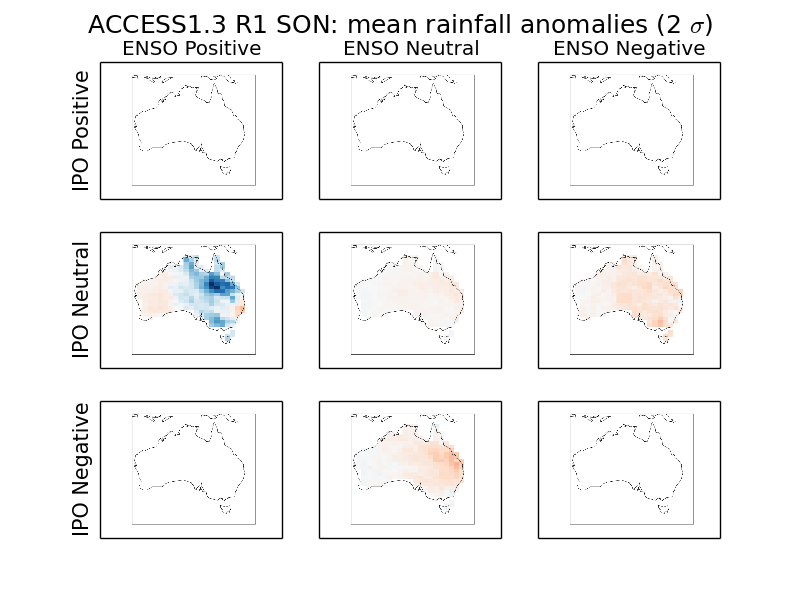 ACCESS1.3 R1 SON: mean rainfall anomalies (2 σ)
ENSO Positive ENSO Neutral ENSO Negative
IPO Positive
IPO Neutral
IPO Negative